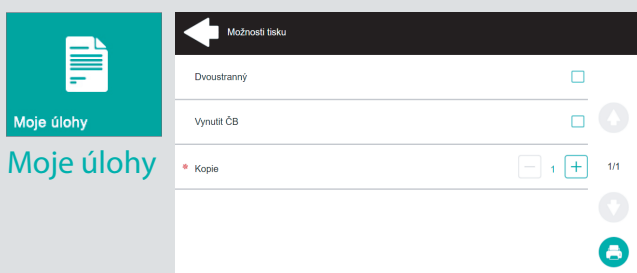 Moje úlohy
Moje úlohy
Možnosti tisku
Dvoustranný
Vynutit ČB
* Kopie
1
1/1